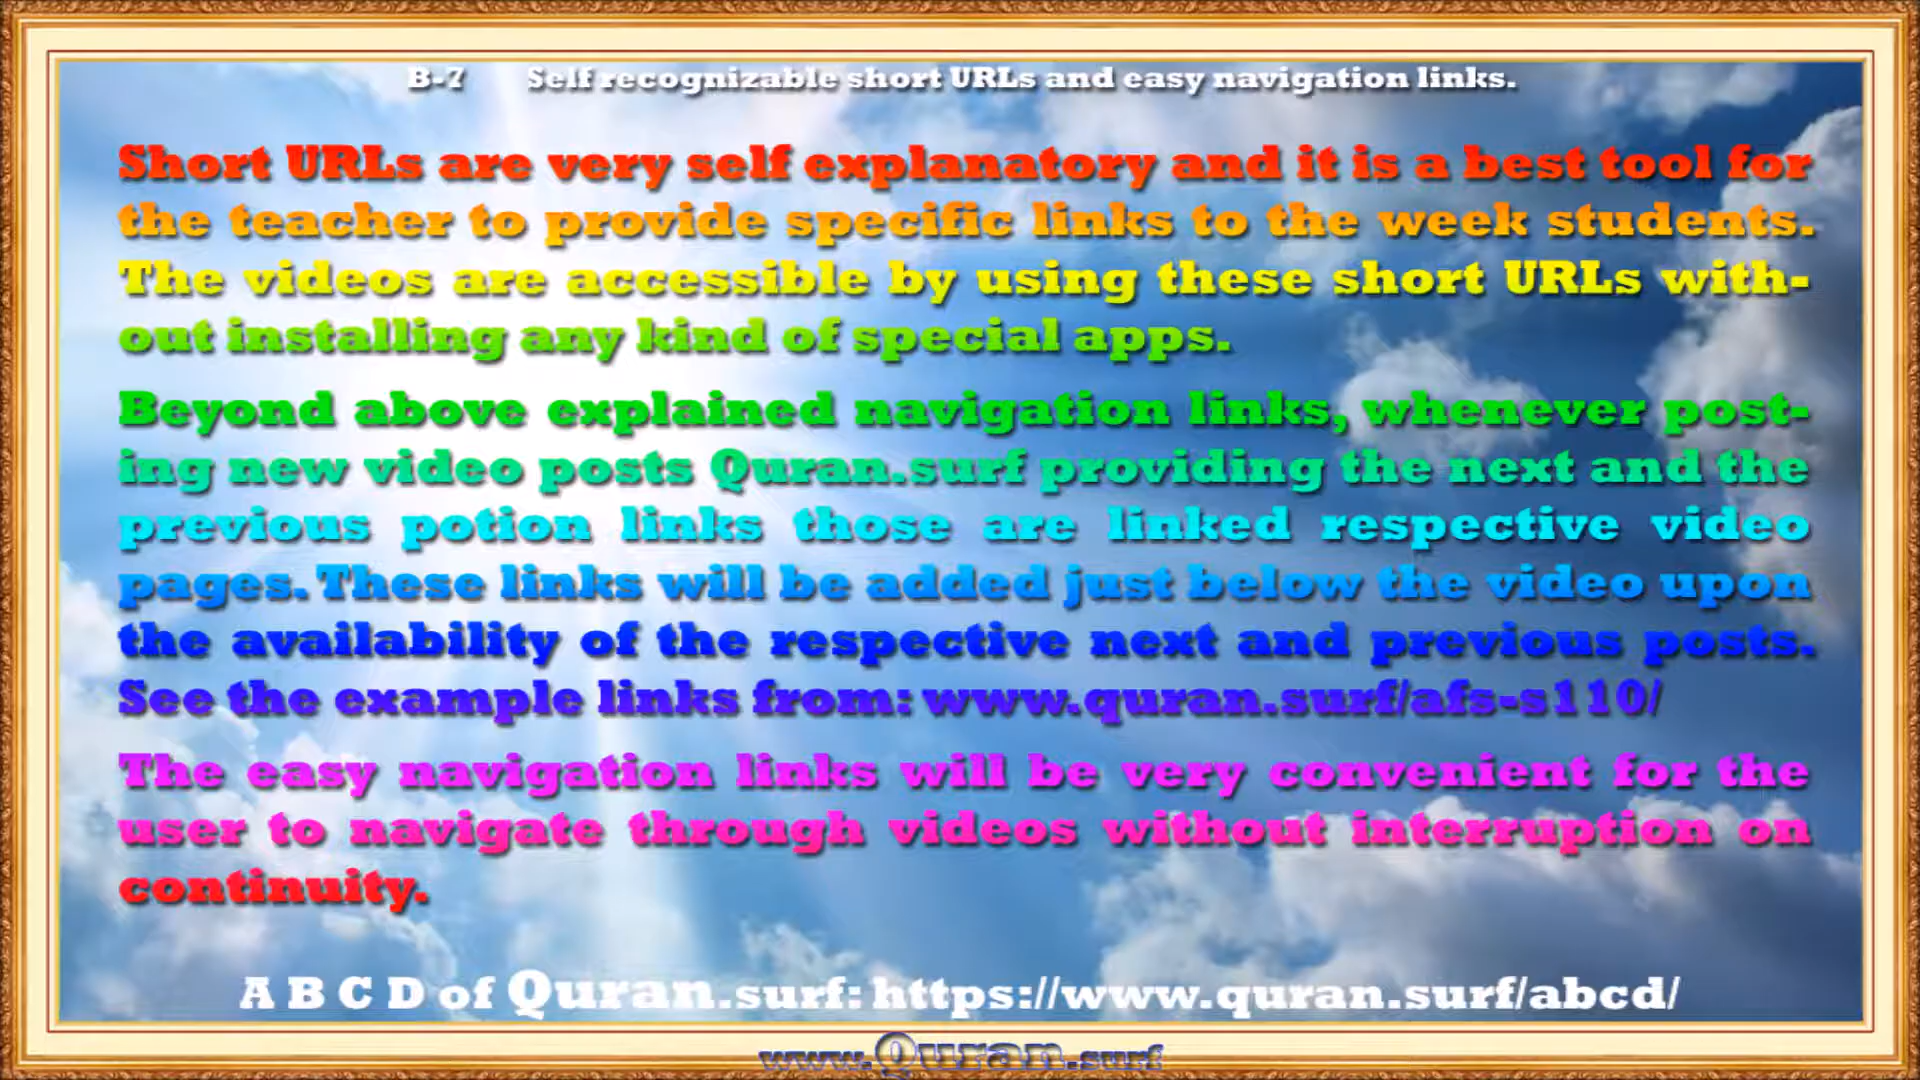 B-7 Self recognizable short URLs and easy navigation links.
Short URLs are very self explanatory and it is a best tool for
the teacher to provide specific links to the week students.
The videos are accessible by using these short URLs with-
out installing any kind of special apps.
Beyond above explained navigation links, whenever post-
ing new video posts Quran.surf providing the next and the
previous potion links those are linked respective video
pages. These links will be added just below the video upon
the availability of the respective next and previous posts.
See the example links from: www.quran.surf/afs-s110/
The easy navigation links will be very convenient for the
user to navigate through videos without interruption on
continuity.
A B C D of Quran.surf: https://www.quran.surf/abcd/
www.Quran.surf